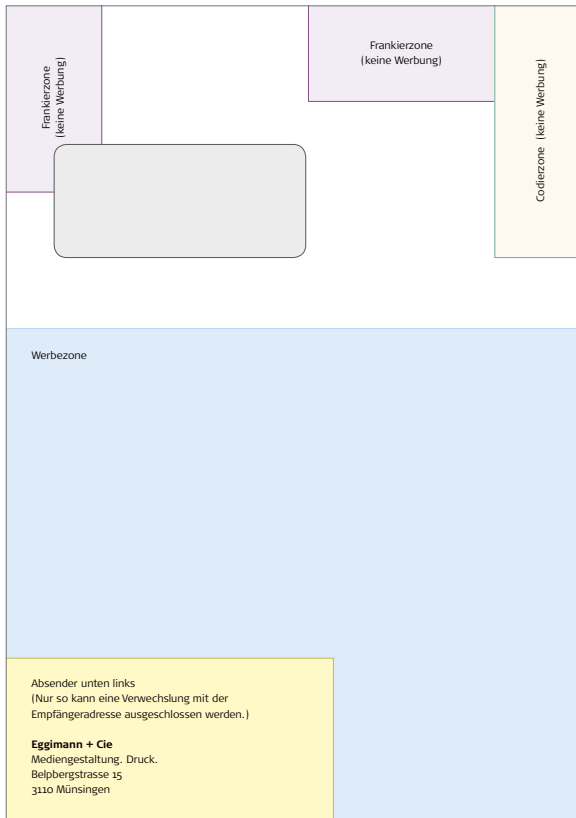 Frankierzone
(keine Werbung)
Frankierzone
(keine Werbung)
Codierzone (keine Werbung)
Werbezone
Absender unten links
(Nur so kann eine Verwechslung mit der
Empfängeradresse ausgeschlossen werden.)
Eggimann + Cie
Mediengestaltung. Druck.
Belpbergstrasse 15
3110 Münsingen